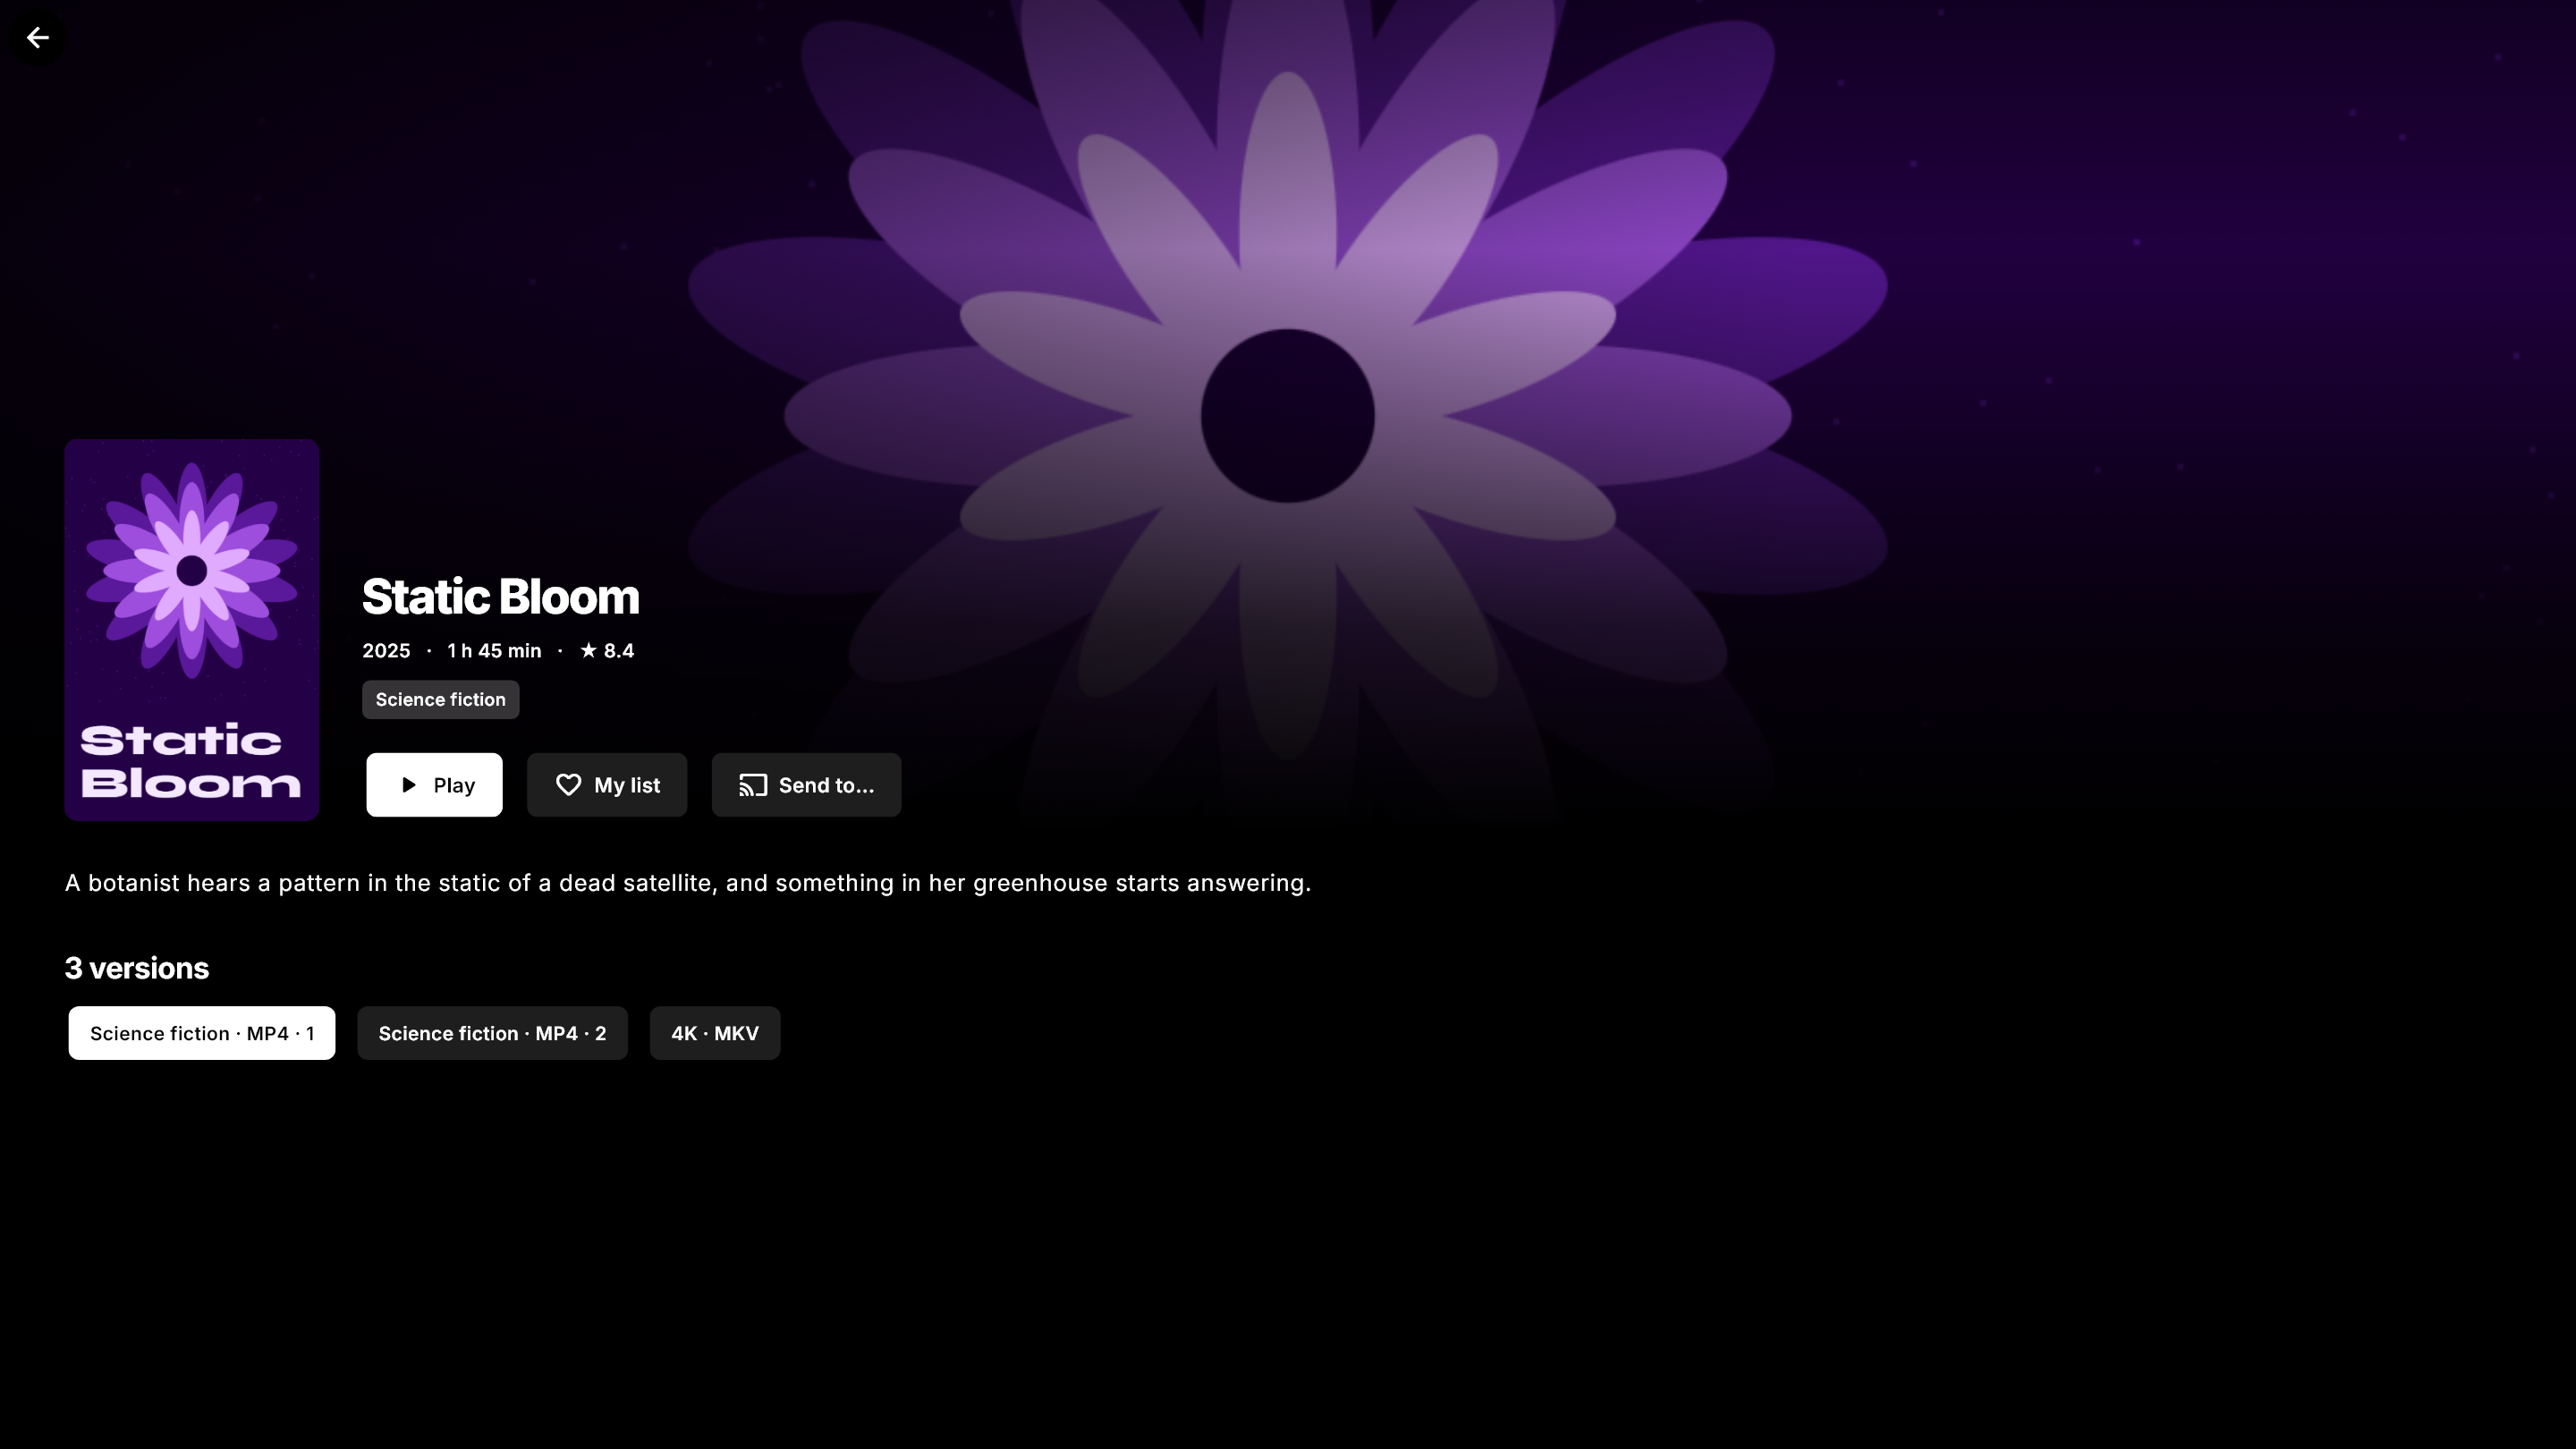 Static
Bloom
Static Bloom
2025 · 1 h 45 min · ★ 8.4
Science fiction
Play
My list
Send to...
A botanist hears a pattern in the static of a dead satellite, and something in her greenhouse starts answering.
3 versions
Science fiction · MP4 · 1
Science fiction · MP4 · 2
4K · MKV